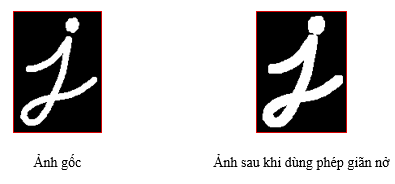 j j
Ảnh gốc Ảnh sau khi dùng phép giãn nở